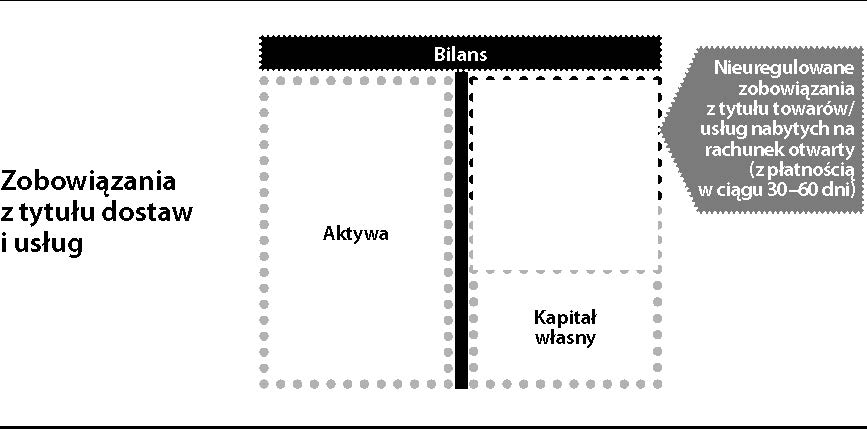 Zobowiązania
z tytułu dostaw
i usług
Bilans
Aktywa
Kapitał
własny
Nieuregulowane
zobowiązania
z tytułu towarów/
usług nabytych na
rachunek otwarty
(z płatnością
w ciągu 30–60 dni)